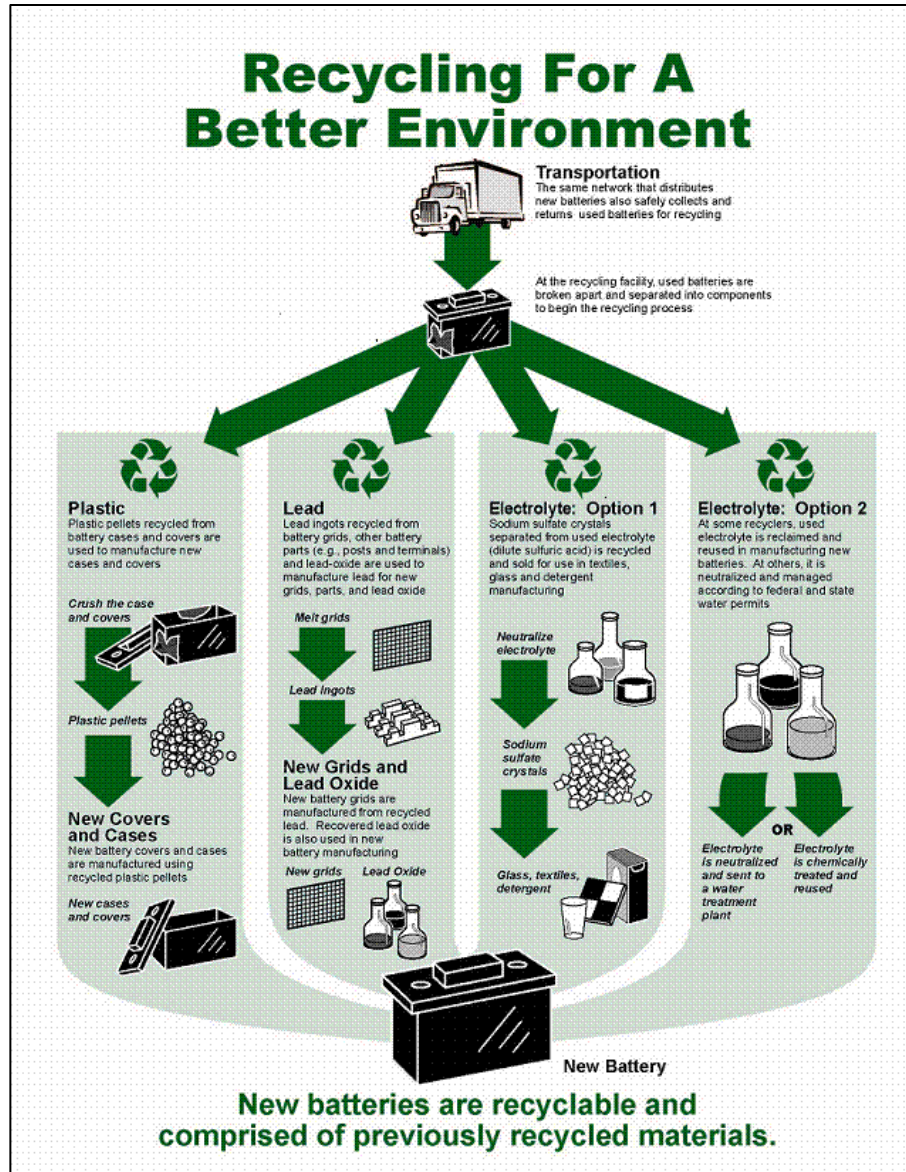 Recycling For A
Better Environment
Transportation
The same network that distributes
new batteries also safely collects and
returns used batteries for recycling
At the recycling facility, used batteries are
broken apart and separated into components
to begin the recycling process
Plastic
Plastic pellets recycled from
battery cases and covers are
used to manufacture new
cases and covers
Crush the case
and covers
Plastic pellets
New Covers
and Cases
New battery covers and cases
are manufactured using
recycled plastic pellets
New cases
and covers
Lead
Lead ingots recycled from
battery grids, other battery
parts (e.g., posts and terminals)
and lead-oxide are used to
manufacture lead for new
grids, parts, and lead oxide
Melt grids
Lead ingots
New Grids and
Lead Oxide
New battery grids are
manufactured from recycled
lead. Recovered lead oxide
is also used in new
battery manufacturing
New grids
Lead Oxide
Electrolyte: Option 1
Sodium sulfate crystals
separated from used electrolyte
(dilute sulfuric acid) is recycled
and sold for use in textiles,
glass and detergent
manufacturing
Neutralize
electrolyte
Sodium
sulfate
crystals
Glass, textiles,
detergent
Electrolyte: Option 2
At some recyclers, used
electrolyte is reclaimed and
reused in manufacturing new
batteries. At others, it is
neutralized and managed
according to federal and state
water permits
OR
Electrolyte
is neutralized
and sent to
a water
treatment
plant
Electrolyte
is chemically
treated and
reused
New Battery
New batteries are recyclable and
comprised of previously recycled materials.